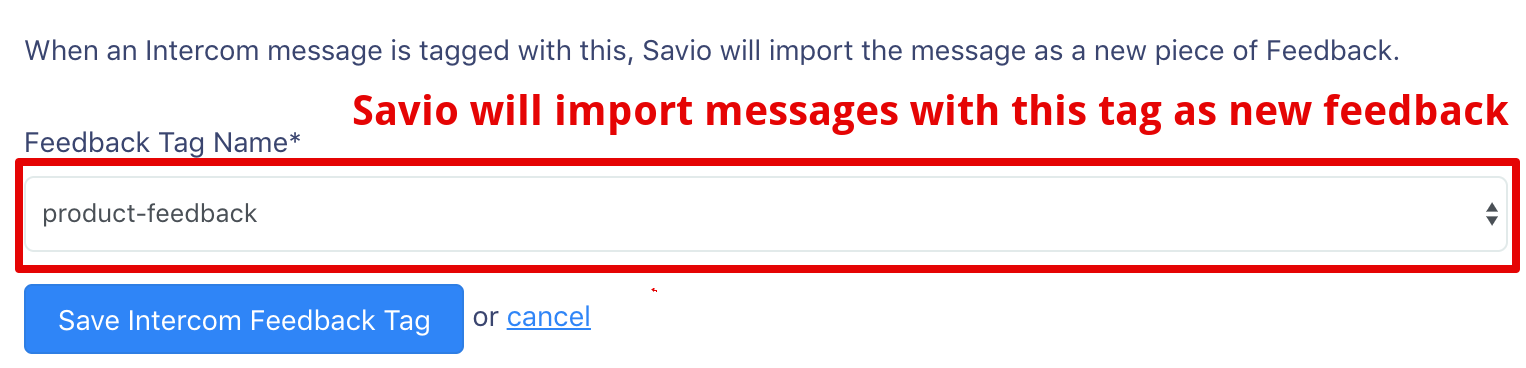 When an Intercom message is tagged with this, Savio will import the message as a new piece of Feedback.
Savio will import messages with this tag as new feedback
Feedback Tag Name*
product-feedback
Save Intercom Feedback Tag or cancel